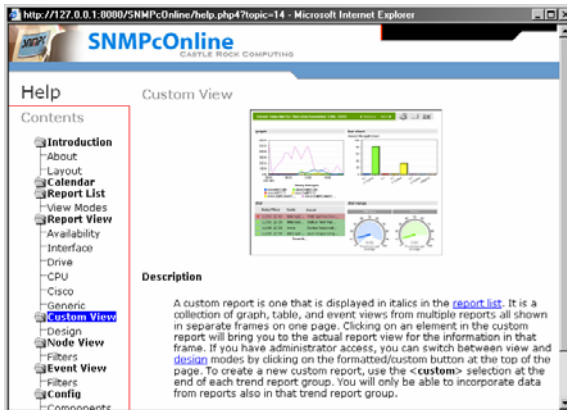 http://127.0.0.1:8080/SNMPcOnline/help.php4?topic=14 - Microsoft Internet Explorer
SNMPcOnline
CASTLE ROCK COMPUTING
Help
Contents
Introduction
About
Layout
Calendar
Report List
View Modes
Report View
Availability
Interface
Drive
CPU
Cisco
Generic
Custom View
Design
Node View
Filters
Event View
Filters
Config
Components
Custom View
Description
A custom report is one that is displayed in italics in the report list. It is a
collection of graph, table, and event views from multiple reports all shown
in separate frames on one page. Clicking on an element in the custom
report will bring you to the actual report view for the information in that
frame. If you have administrator access, you can switch between view and
design modes by clicking on the formatted/custom button at the top of the
page. To create a new custom report, use the <custom> selection at the
end of each trend report group. You will only be able to incorporate data
from reports also in that trend report group.